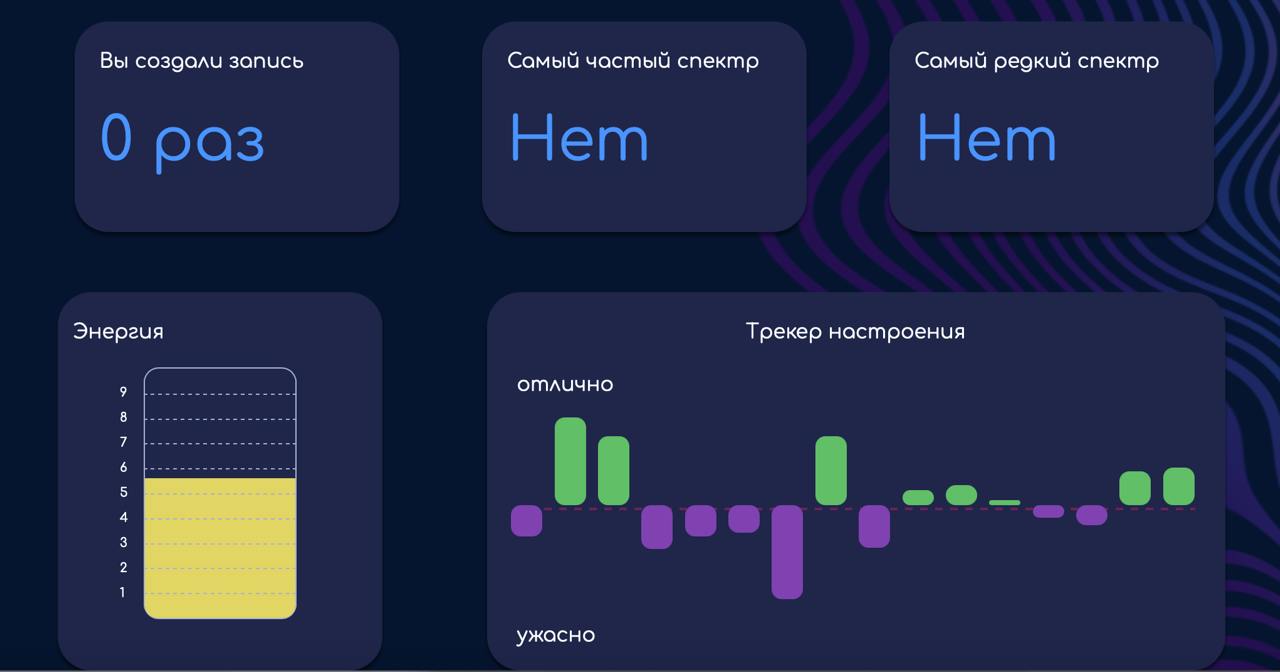 Вы создали запись
0 раз
Самый частый спектр
Нет
Самый редкий спектр
Нет
Энергия
9
8
7
6
5
4
3
2
1
Трекер настроения
отлично
ужасно